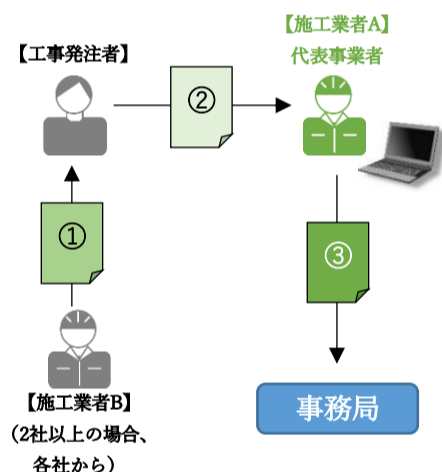 【施工業者A】
代表事業者
【工事発注者】
②
①
③
【施工業者B】
（2社以上の場合、
各社から）
事務局